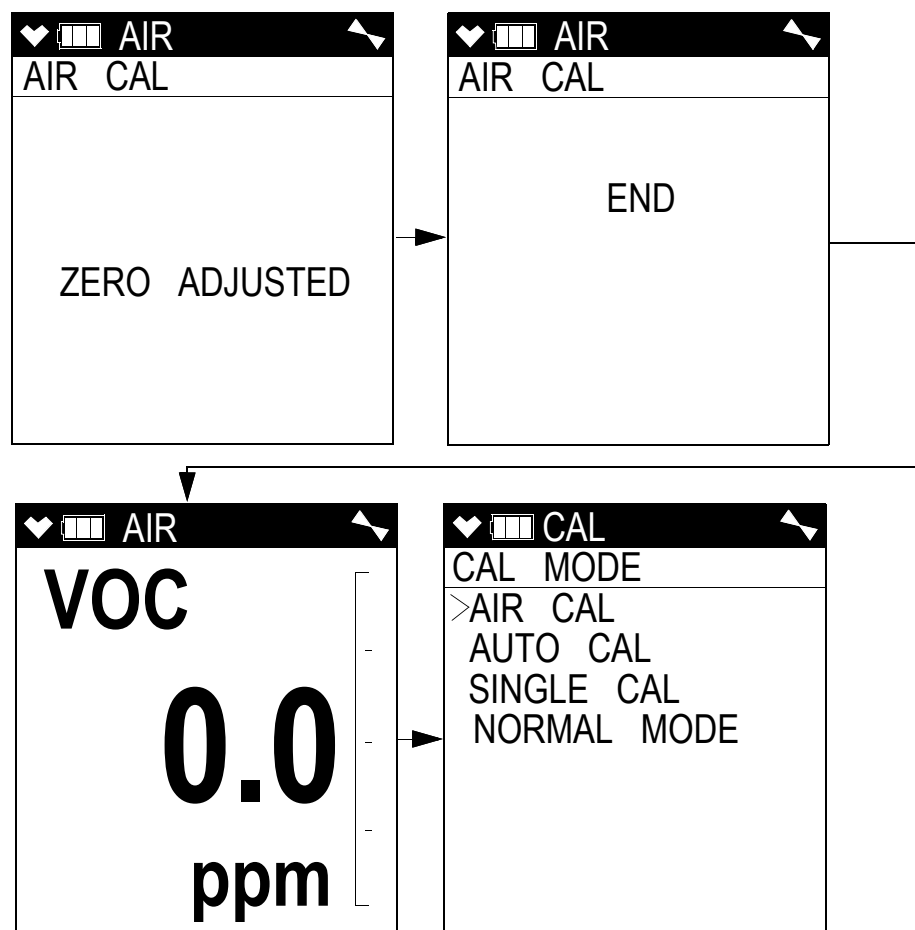 AIR
AIR CAL
ZERO ADJUSTED
AIR
AIR CAL
END
AIR
VOC
0.0
ppm
CAL
CAL MODE
>AIR CAL
AUTO CAL
SINGLE CAL
NORMAL MODE